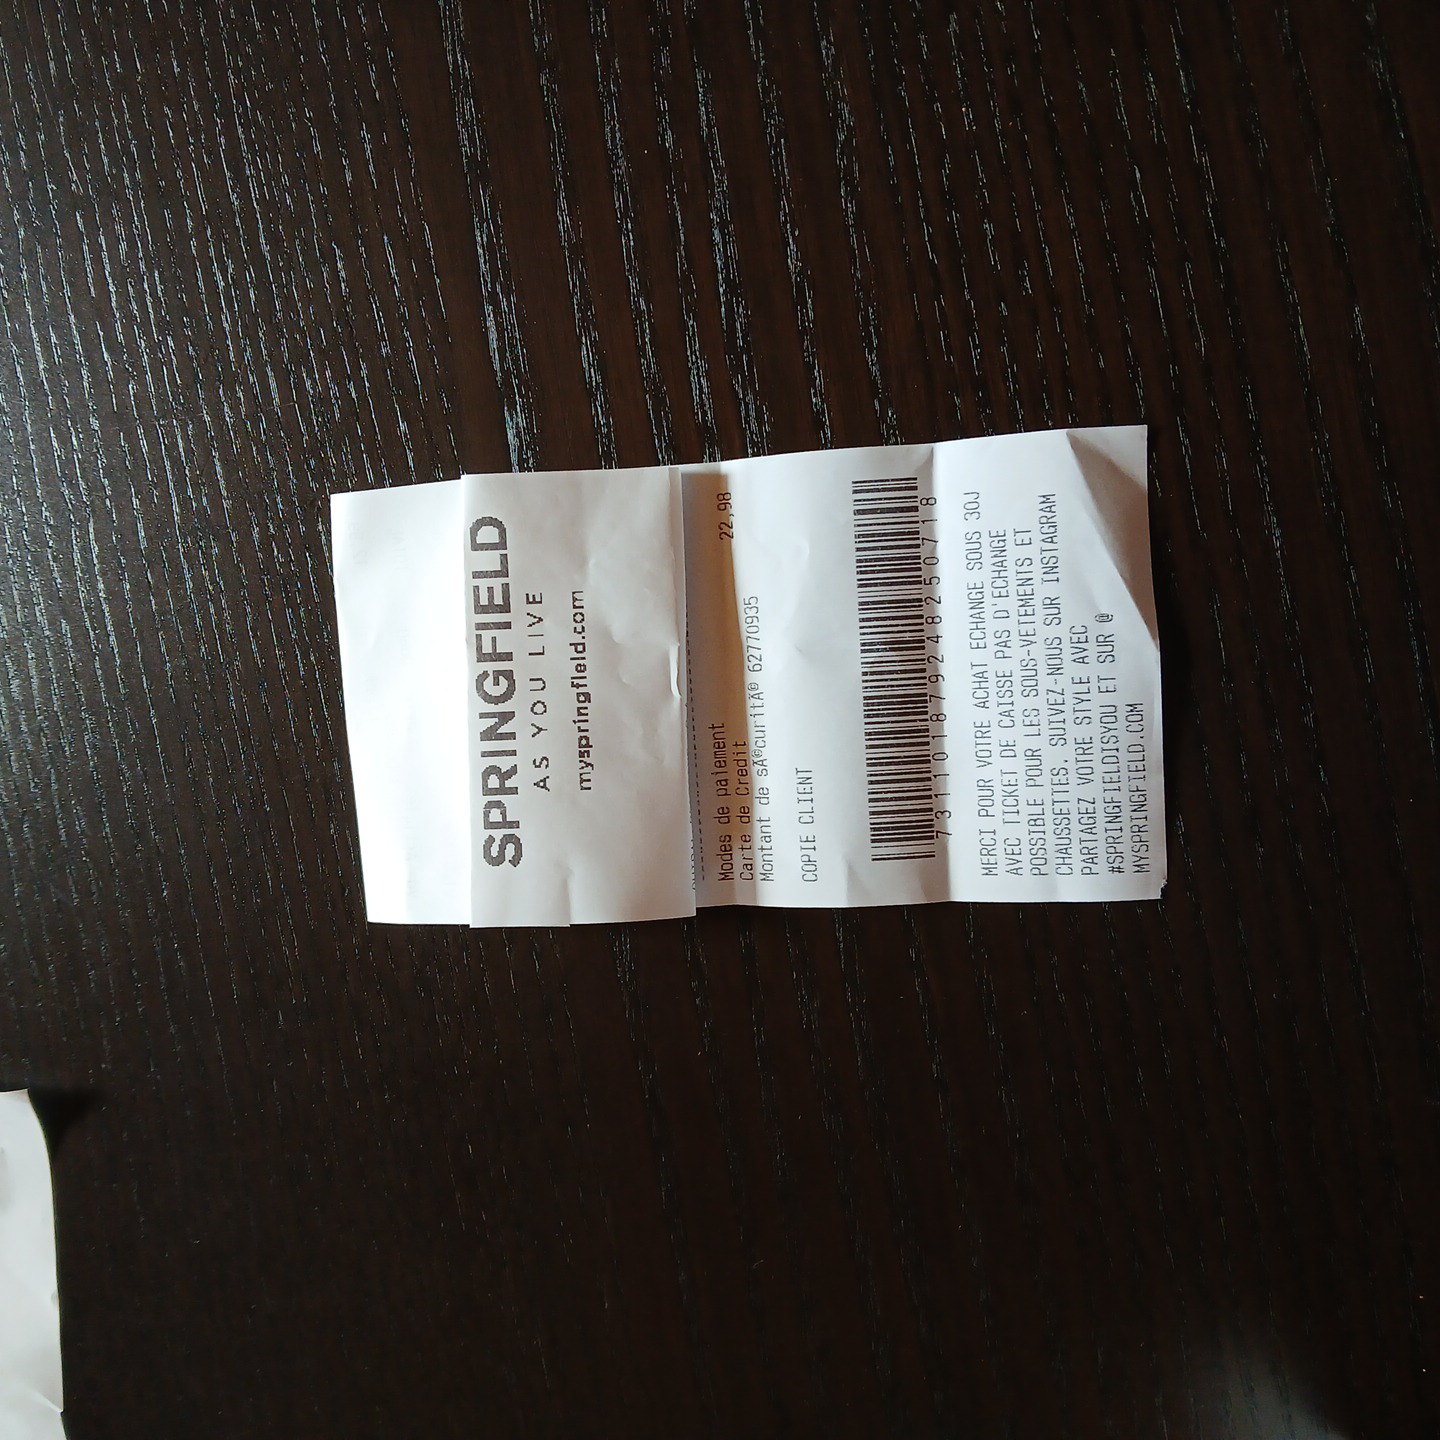 SPRINGFIELD
AS YOU LIVE
myspringfield.com
Modes de paiement
Carte de Credit 22,98
Montant de sÃ©curitÃ© 62770935
COPIE CLIENT
7311018792482507 18
MERCI POUR VOTRE ACHAT ECHANGE SOUS 30J
AVEC TICKET DE CAISSE PAS D'ECHANGE
POSSIBLE POUR LES SOUS-VETEMENTS ET
CHAUSSETTES. SUIVEZ-NOUS SUR INSTAGRAM
PARTAGEZ VOTRE STYLE AVEC
#SPRINGFIELDISYOU ET SUR @
MYSPRINGFIELD.COM